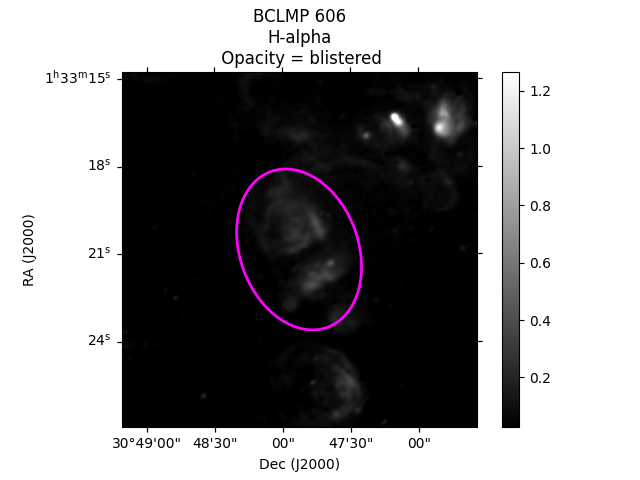 BCLMP 606
H-alpha
Opacity = blistered
1ʰ33ᵐ15ˢ
18ˢ
21ˢ
24ˢ
RA (J2000)
30°49'00" 48'30" 00" 47'30" 00"
Dec (J2000)
1.2
1.0
0.8
0.6
0.4
0.2